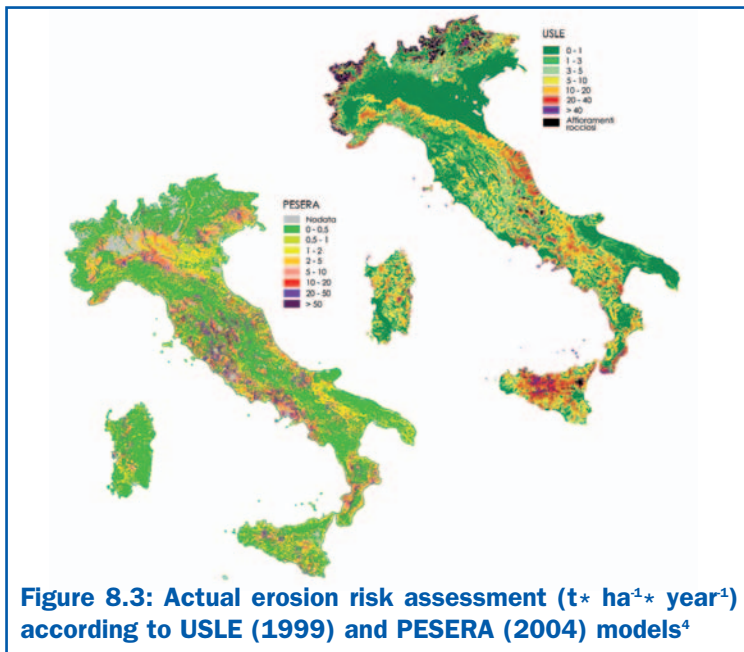 USLE
0 - 1
1 - 3
3 - 5
5 - 10
10 - 20
20 - 40
> 40
Affioramenti
rocciosi
PESERA
Nodata
0 - 0.5
0.5 - 1
1 - 2
2 - 5
5 - 10
10 - 20
20 - 50
> 50
Figure 8.3: Actual erosion risk assessment (t* ha⁻¹* year¹)
according to USLE (1999) and PESERA (2004) models⁴